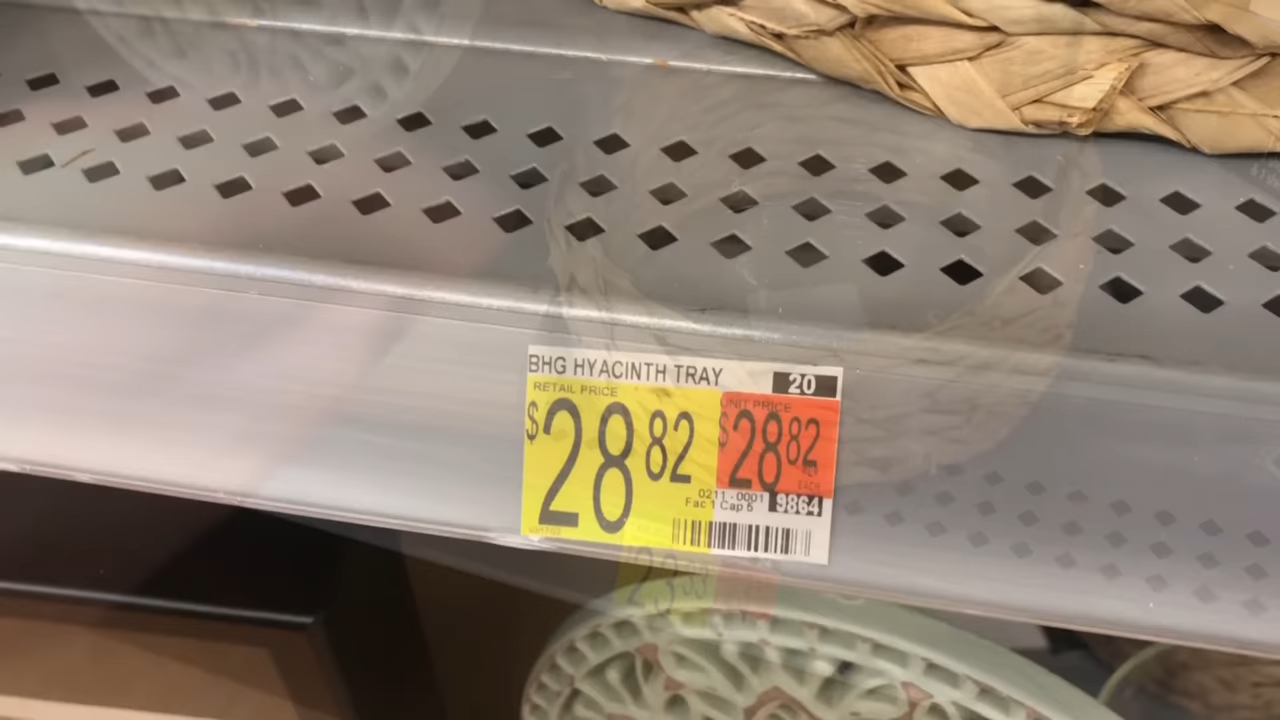 BHG HYACINTH TRAY
20
RETAIL PRICE
UNIT PRICE
$28 82
$28 82
EACH
0211-0001
Fac 1 Cap 5
9864